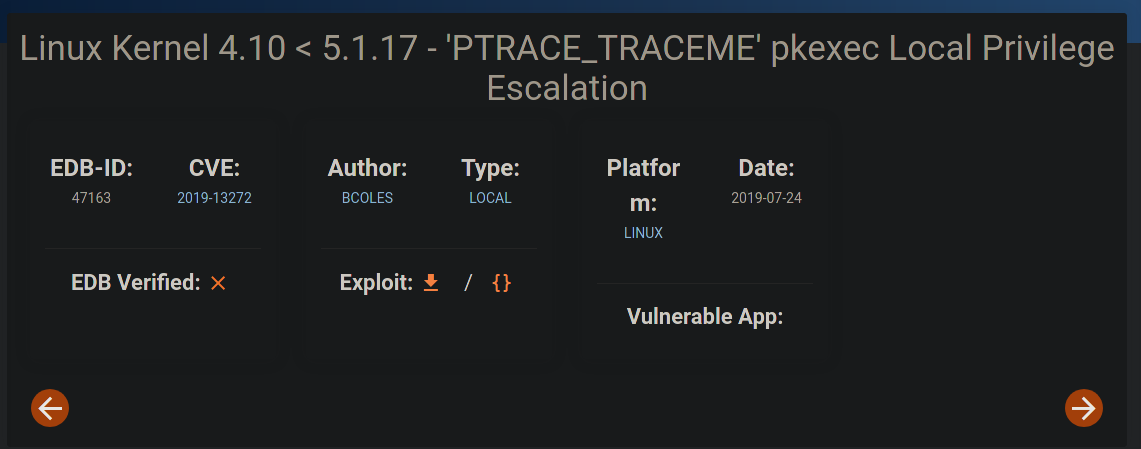 Linux Kernel 4.10 < 5.1.17 - 'PTRACE_TRACEME' pkexec Local Privilege
Escalation
EDB-ID:
47163
CVE:
2019-13272
EDB Verified:
Author:
BCOLES
Type:
LOCAL
Exploit: / {}
Platfor
m:
LINUX
Date:
2019-07-24
Vulnerable App: